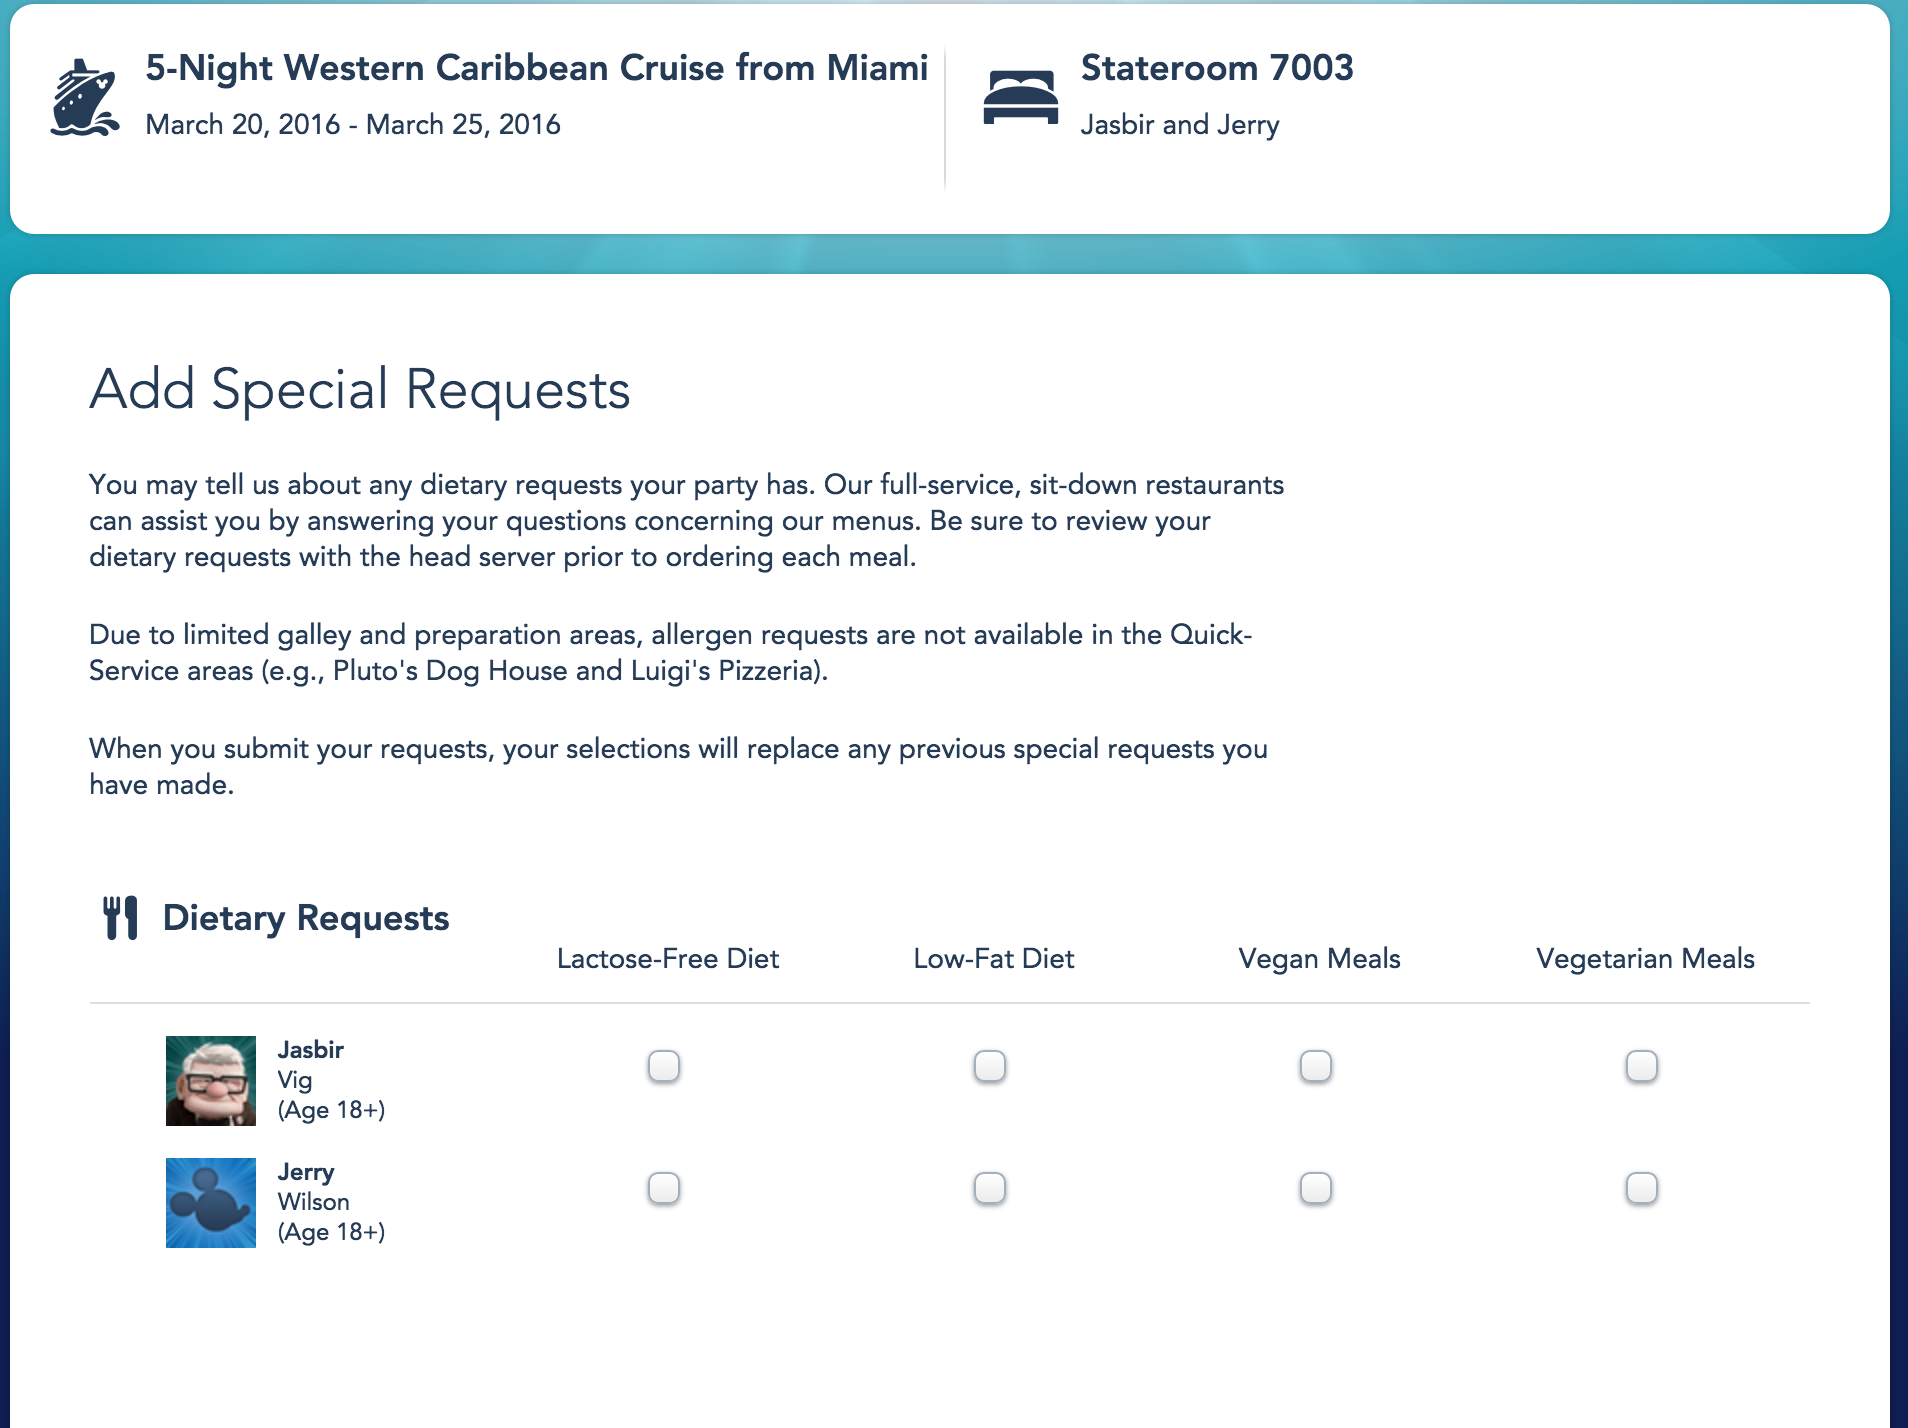 5-Night Western Caribbean Cruise from Miami
March 20, 2016 - March 25, 2016
Stateroom 7003
Jasbir and Jerry
Add Special Requests
You may tell us about any dietary requests your party has. Our full-service, sit-down restaurants
can assist you by answering your questions concerning our menus. Be sure to review your
dietary requests with the head server prior to ordering each meal.
Due to limited galley and preparation areas, allergen requests are not available in the Quick-
Service areas (e.g., Pluto's Dog House and Luigi's Pizzeria).
When you submit your requests, your selections will replace any previous special requests you
have made.
Dietary Requests
Lactose-Free Diet
Low-Fat Diet
Vegan Meals
Vegetarian Meals
Jasbir
Vig
(Age 18+)
Jerry
Wilson
(Age 18+)